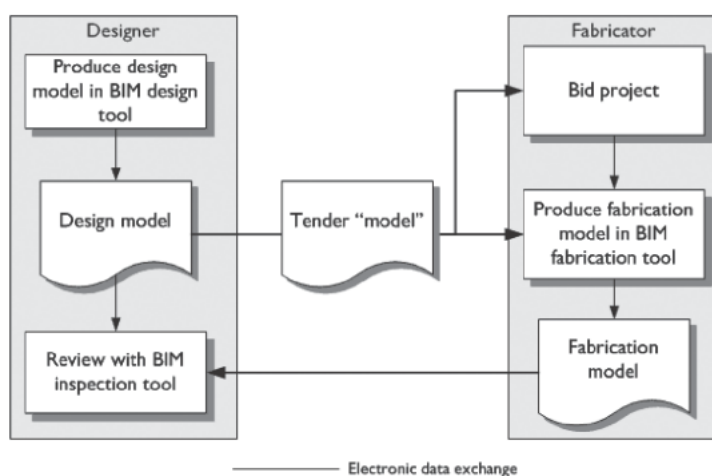 Designer
Produce design
model in BIM design
tool
Design model
Review with BIM
inspection tool
Tender “model”
Fabricator
Bid project
Produce fabrication
model in BIM
fabrication tool
Fabrication
model
Electronic data exchange